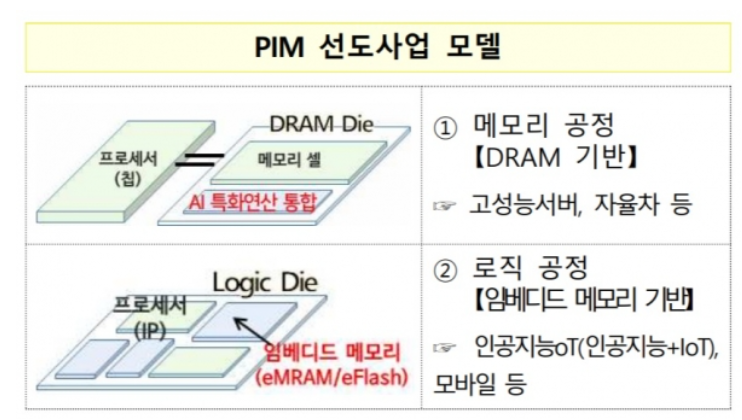 PIM 선도사업 모델
DRAM Die
프로세서
(칩)
메모리 셀
AI 특화연산 통합
① 메모리 공정
【DRAM 기반】
☞ 고성능서버, 자율차 등
Logic Die
프로세서
(IP)
임베디드 메모리
(eMRAM/eFlash)
② 로직 공정
【임베디드 메모리 기반】
☞ 인공지능oT(인공지능+IoT),
모바일 등